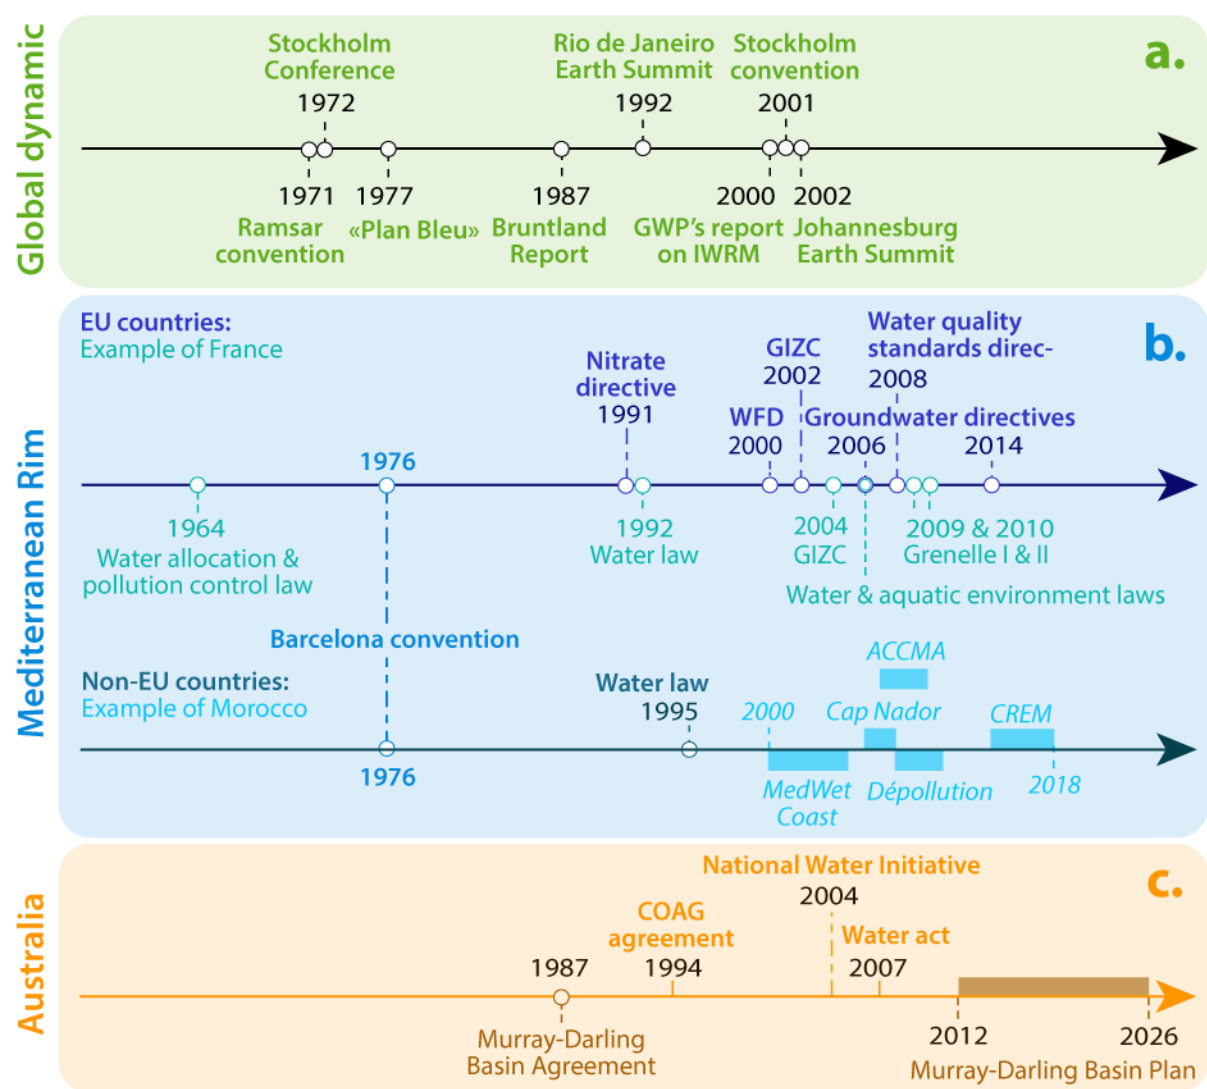 Global dynamic
a.
Stockholm
Conference
1972
Rio de Janeiro
Earth Summit
1992
Stockholm
convention
2001
1971
Ramsar
convention
1977
«Plan Bleu»
1987
Bruntland
Report
2000
GWP's report
on IWRM
2002
Johannesburg
Earth Summit
Mediterranean Rim
b.
EU countries:
Example of France
1976
Nitrate
directive
1991
WFD
2000
GIZC
2002
Water quality
standards direc-
2008
Groundwater directives
2006
2014
1964
Water allocation &
pollution control law
1992
Water law
2004
GIZC
2009 & 2010
Grenelle I & II
Water & aquatic environment laws
Barcelona convention
Non-EU countries:
Example of Morocco
1976
Water law
1995
2000
MedWet
Coast
Cap Nador
ACCMA
Dépollution
CREM
2018
Australia
c.
1987
Murray-Darling
Basin Agreement
COAG
agreement
1994
National Water Initiative
2004
Water act
2007
2012
2026
Murray-Darling Basin Plan